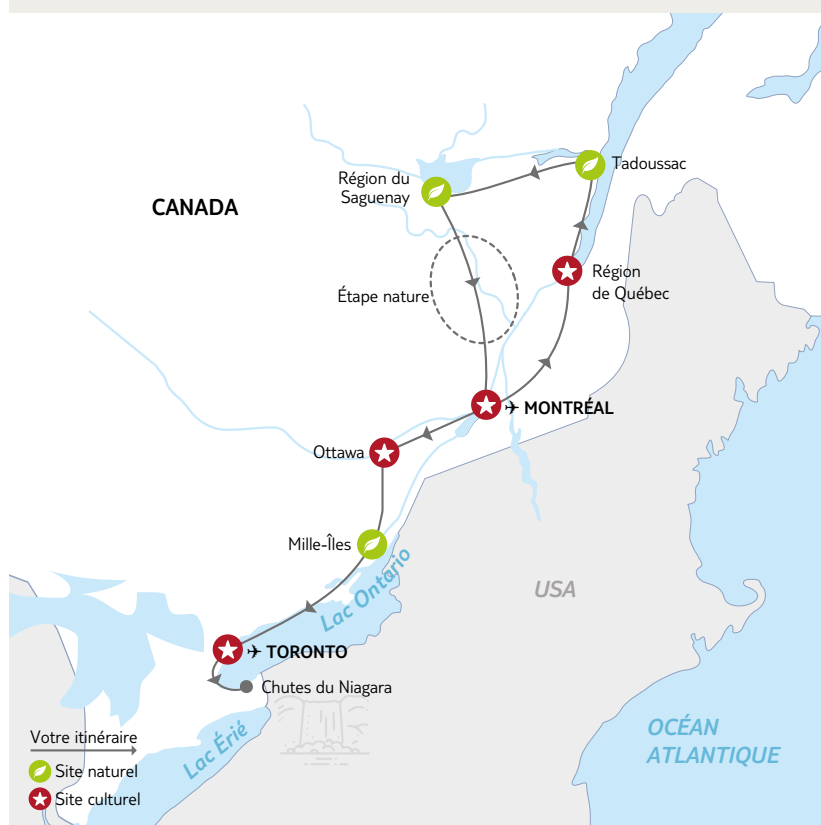 Tadoussac
Région du
Saguenay
CANADA
Région
de Québec
Étape nature
MONTRÉAL
Ottawa
Mille-Îles
Lac Ontario
USA
TORONTO
Chutes du Niagara
OCÉAN
ATLANTIQUE
Votre itinéraire
Lac Érié
Site naturel
Site culturel